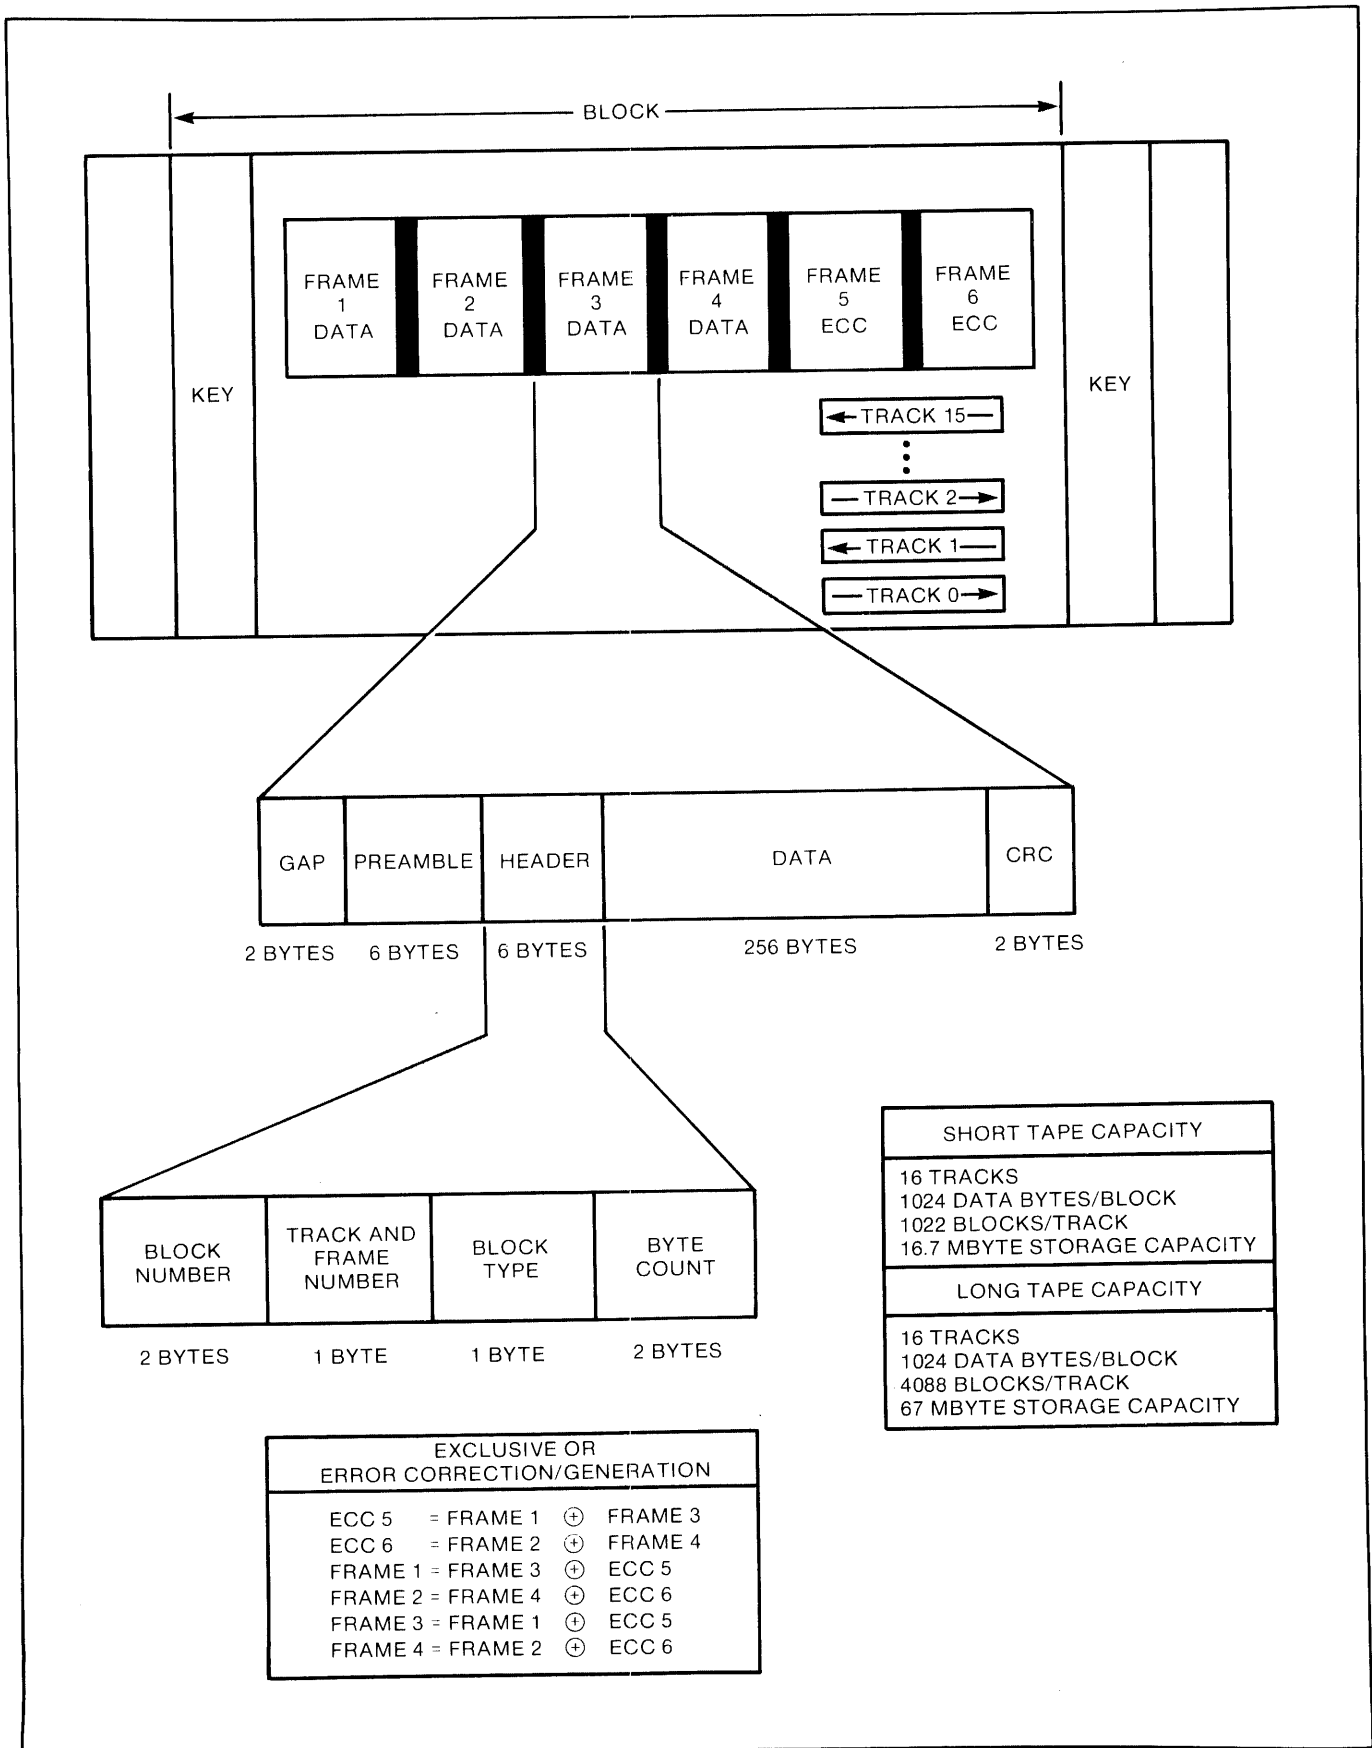 BLOCK
KEY
FRAME
1
DATA
FRAME
2
DATA
FRAME
3
DATA
FRAME
4
DATA
FRAME
5
ECC
FRAME
6
ECC
KEY
TRACK 15
TRACK 2
TRACK 1
TRACK 0
GAP
PREAMBLE
HEADER
DATA
CRC
2 BYTES
6 BYTES
6 BYTES
256 BYTES
2 BYTES
BLOCK
NUMBER
TRACK AND
FRAME
NUMBER
BLOCK
TYPE
BYTE
COUNT
2 BYTES
1 BYTE
1 BYTE
2 BYTES
SHORT TAPE CAPACITY
16 TRACKS
1024 DATA BYTES/BLOCK
1022 BLOCKS/TRACK
16.7 MBYTE STORAGE CAPACITY
LONG TAPE CAPACITY
16 TRACKS
1024 DATA BYTES/BLOCK
4088 BLOCKS/TRACK
67 MBYTE STORAGE CAPACITY
EXCLUSIVE OR
ERROR CORRECTION/GENERATION
ECC 5 = FRAME 1 ⊕ FRAME 3
ECC 6 = FRAME 2 ⊕ FRAME 4
FRAME 1 = FRAME 3 ⊕ ECC 5
FRAME 2 = FRAME 4 ⊕ ECC 6
FRAME 3 = FRAME 1 ⊕ ECC 5
FRAME 4 = FRAME 2 ⊕ ECC 6